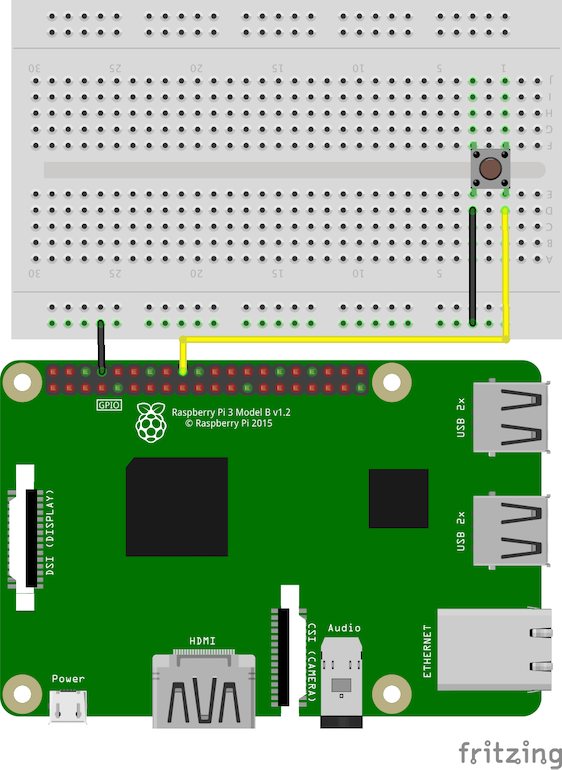 30 25 20 15 10 5 1
J
I
H
G
F
E
D
C
B
A
30 25 20 15 10 5 1
GPIO
Raspberry Pi 3 Model B v1.2
© Raspberry Pi 2015
USB 2x
DSI (DISPLAY)
USB 2x
HDMI
CSI (CAMERA)
Audio
ETHERNET
Power
fritzing